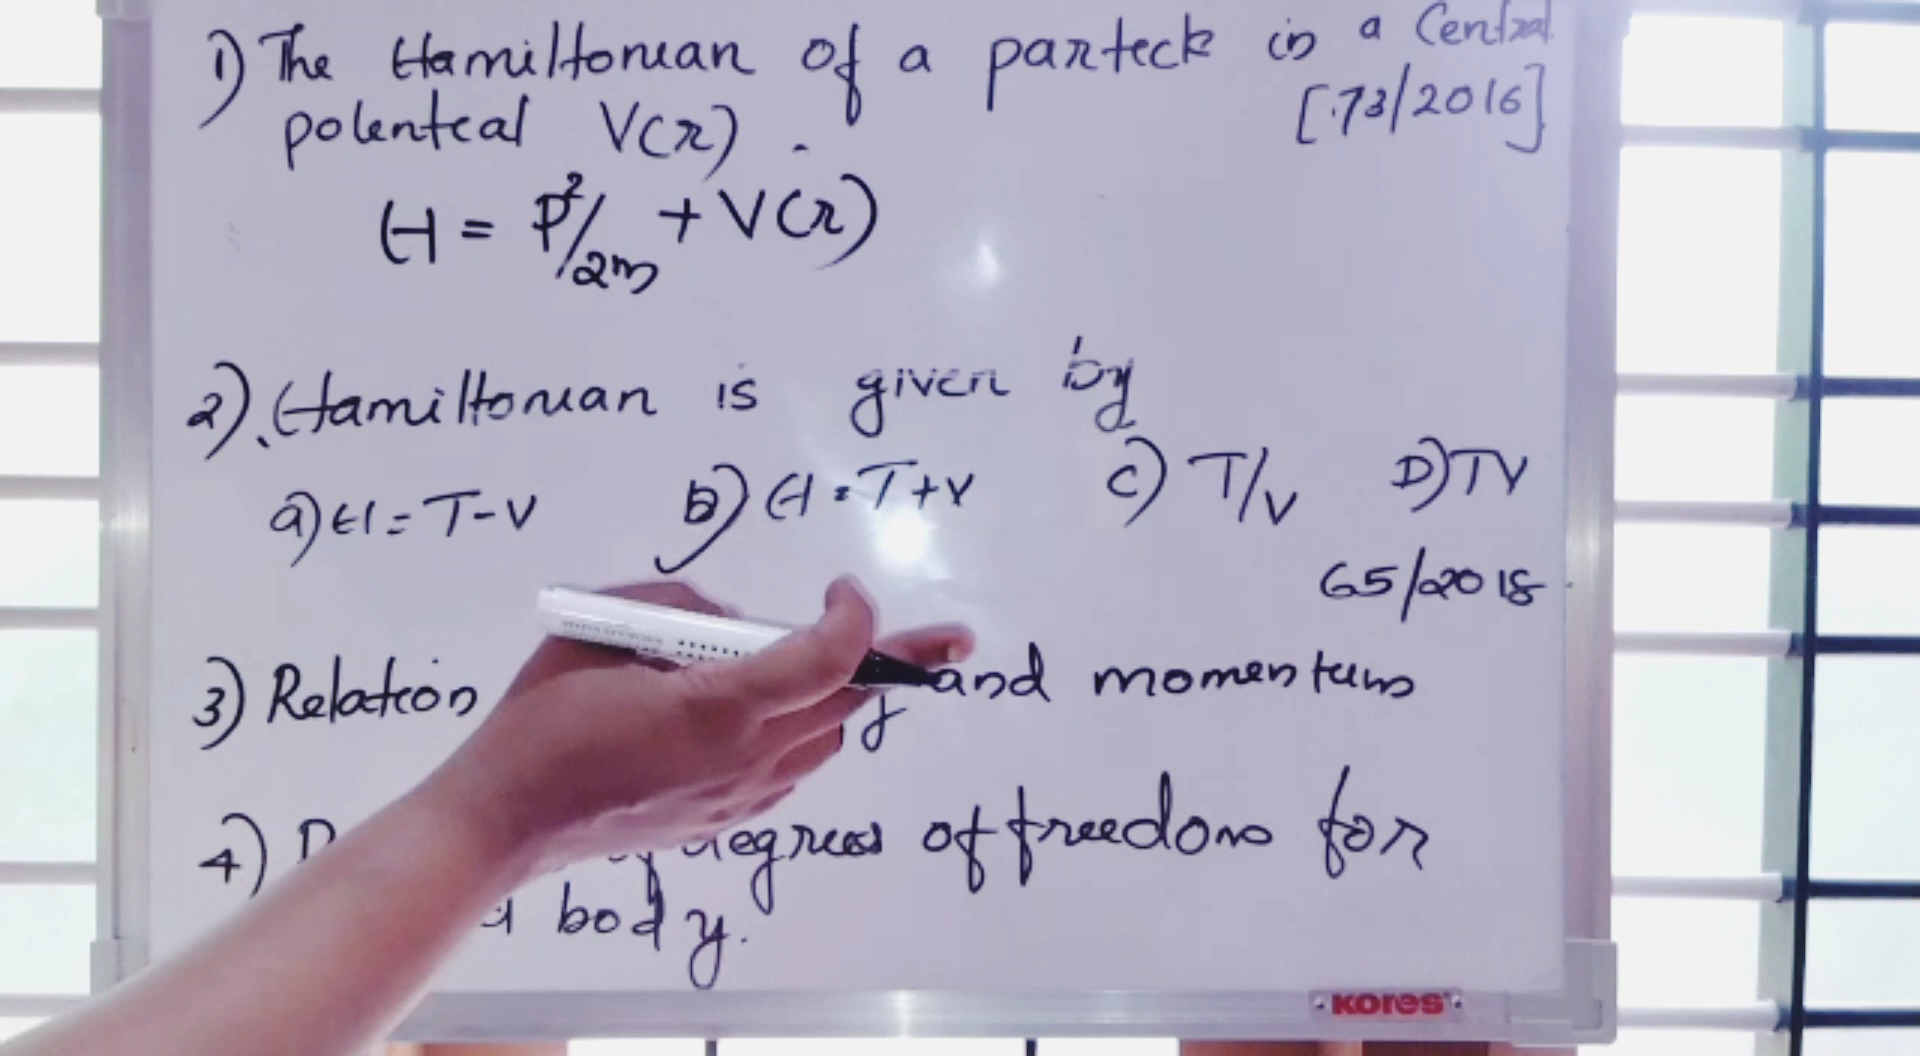 1) The Hamiltonian of a particle in a Central
potential V(r). [73/2016]
H = P²/2m + V(r)
2) Hamiltonian is given by
a) H = T - V B) H = T + V C) T/V D) TV
65/2018
3) Relation and momentum
4) degrees of freedom for
body.
KORES